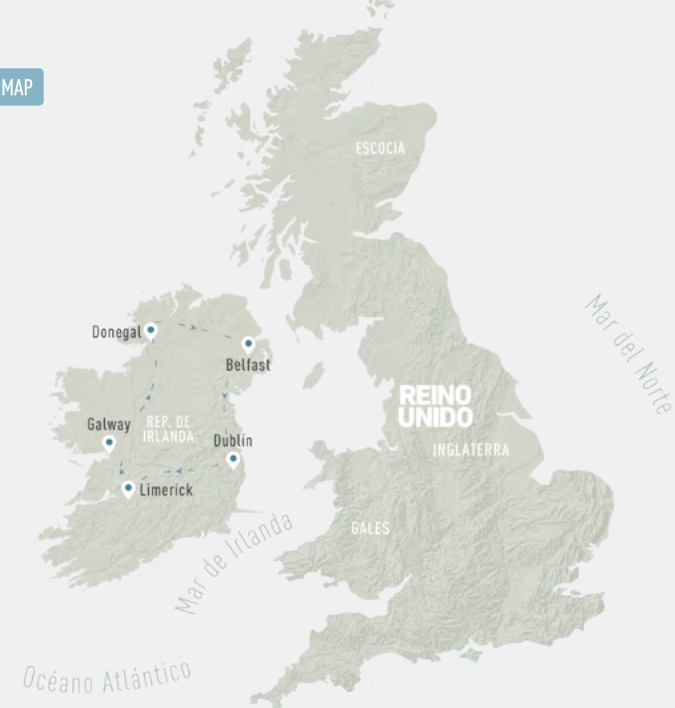 MAP
ESCOCIA
Mar del Norte
Donegal
Belfast
REINO
UNIDO
Galway
REP. DE
IRLANDA
Dublín
INGLATERRA
Limerick
GALES
Mar de Irlanda
Océano Atlántico